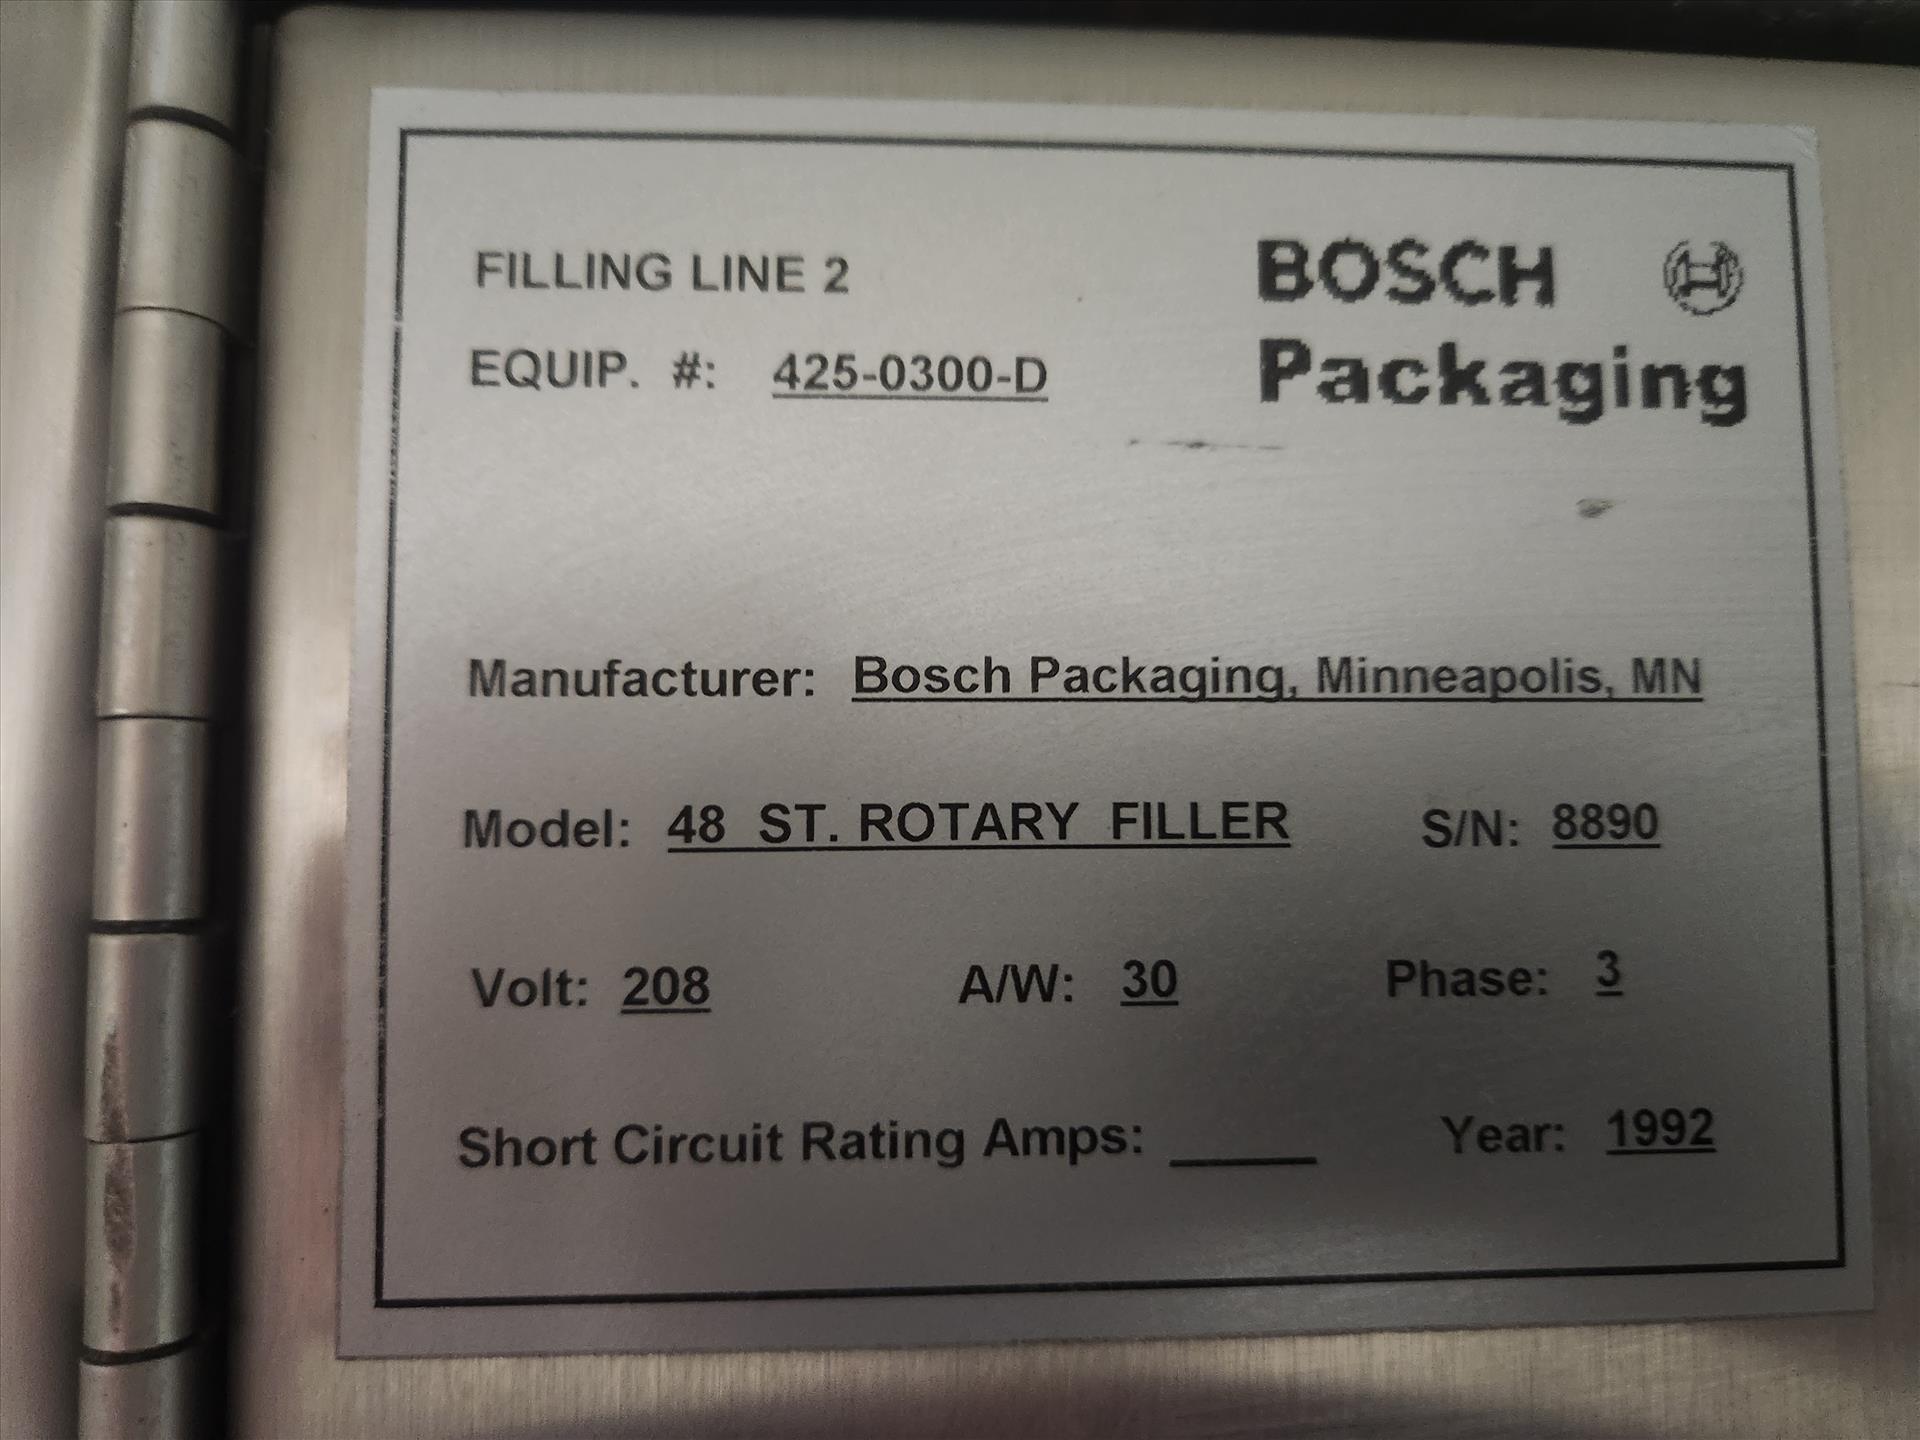 FILLING LINE 2
BOSCH
EQUIP. #: 425-0300-D
Packaging
Manufacturer: Bosch Packaging, Minneapolis, MN
Model: 48 ST. ROTARY FILLER S/N: 8890
Volt: 208 A/W: 30 Phase: 3
Short Circuit Rating Amps: ____ Year: 1992